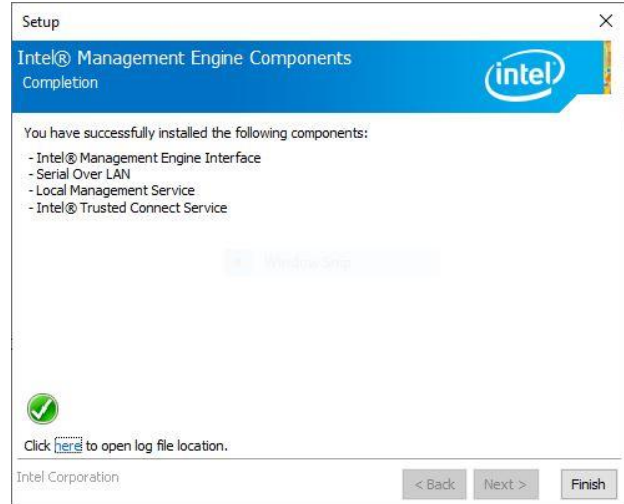 Setup
Intel® Management Engine Components
Completion
intel
You have successfully installed the following components:
- Intel® Management Engine Interface
- Serial Over LAN
- Local Management Service
- Intel® Trusted Connect Service
Window Snip
Click here to open log file location.
Intel Corporation
< Back
Next >
Finish